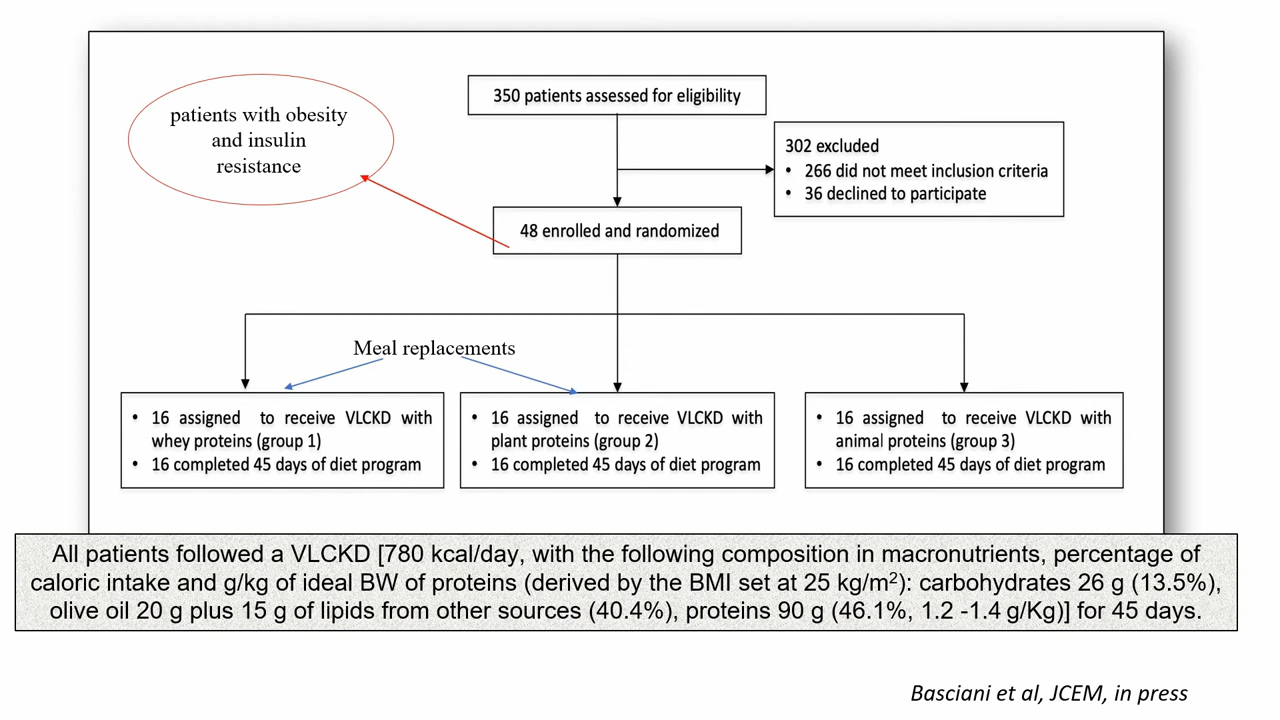 patients with obesity
and insulin
resistance
350 patients assessed for eligibility
302 excluded
• 266 did not meet inclusion criteria
• 36 declined to participate
48 enrolled and randomized
Meal replacements
• 16 assigned to receive VLCKD with
whey proteins (group 1)
• 16 completed 45 days of diet program
• 16 assigned to receive VLCKD with
plant proteins (group 2)
• 16 completed 45 days of diet program
• 16 assigned to receive VLCKD with
animal proteins (group 3)
• 16 completed 45 days of diet program
All patients followed a VLCKD [780 kcal/day, with the following composition in macronutrients, percentage of
caloric intake and g/kg of ideal BW of proteins (derived by the BMI set at 25 kg/m²): carbohydrates 26 g (13.5%),
olive oil 20 g plus 15 g of lipids from other sources (40.4%), proteins 90 g (46.1%, 1.2 -1.4 g/Kg)] for 45 days.
Basciani et al, JCEM, in press